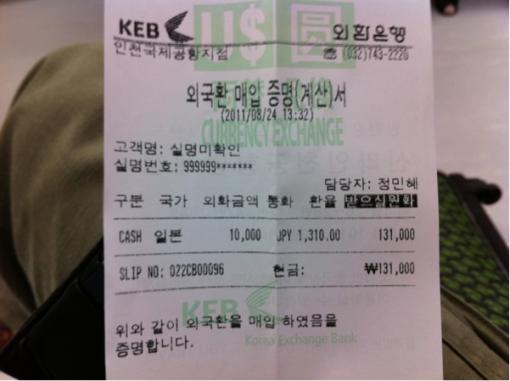 KEB 외환은행
인천국제공항지점 ☎ (032)743-2220
US 圓
외국환 매입 증명(계산)서
(2011/08/24 13:32)
CURRENCY EXCHANGE
고객명: 실명미확인
실명번호: 999999*******
담당자: 정민혜
구분 국가 외화금액 통화 환율 받으실원화
CASH 일본 10,000 JPY 1,310.00 131,000
SLIP NO: 022CB00096 현금: ₩131,000
KEB
위와 같이 외국환을 매입 하였음을
증명합니다.
Korea Exchange Bank